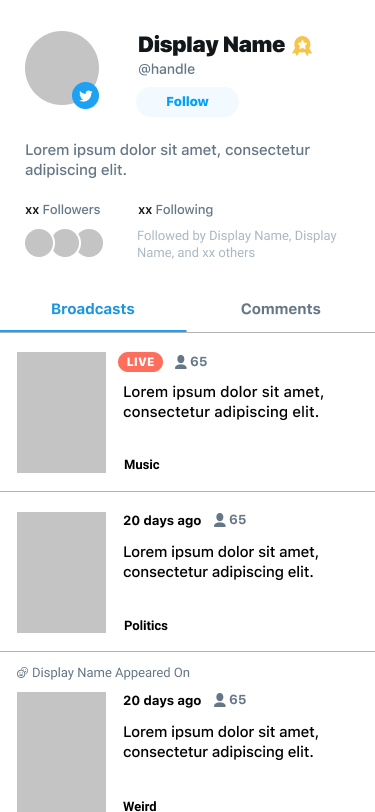 Display Name
@handle
Follow
Lorem ipsum dolor sit amet, consectetur
adipiscing elit.
xx Followers
xx Following
Followed by Display Name, Display
Name, and xx others
Broadcasts
Comments
LIVE
65
Lorem ipsum dolor sit amet,
consectetur adipiscing elit.
Music
20 days ago
65
Lorem ipsum dolor sit amet,
consectetur adipiscing elit.
Politics
Display Name Appeared On
20 days ago
65
Lorem ipsum dolor sit amet,
consectetur adipiscing elit.
Weird